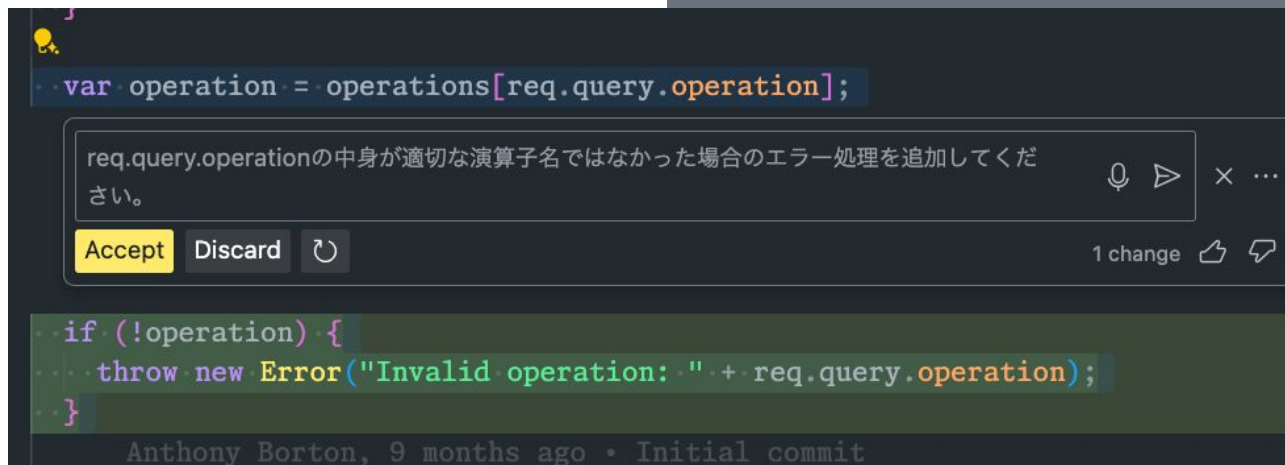 }
var operation = operations[req.query.operation];
req.query.operationの中身が適切な演算子名ではなかった場合のエラー処理を追加してくだ
さい。
Accept Discard
1 change
if (!operation) {
throw new Error("Invalid operation: " + req.query.operation);
}
Anthony Borton, 9 months ago • Initial commit